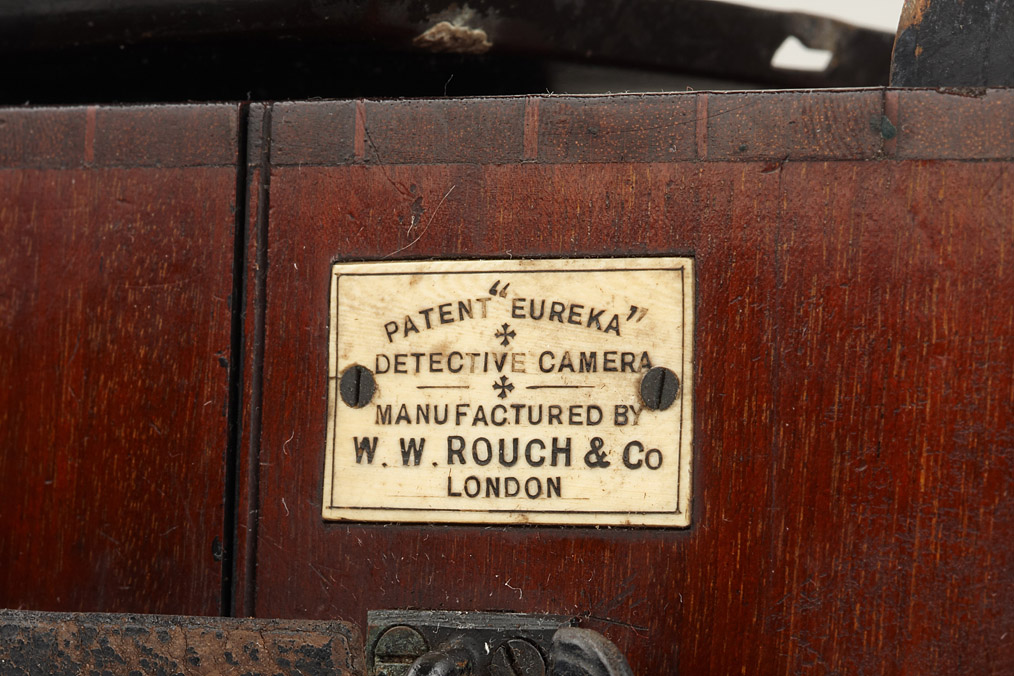 PATENT “EUREKA”
DETECTIVE CAMERA
MANUFACTURED BY
W. W. ROUCH & Co
LONDON